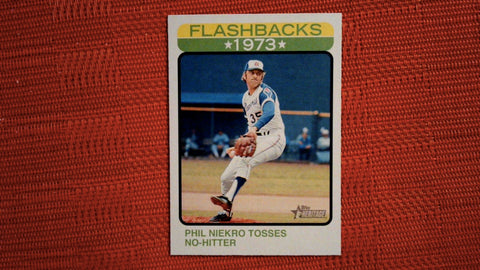 FLASHBACKS
★1973★
35
Topps
HERITAGE
PHIL NIEKRO TOSSES
NO-HITTER